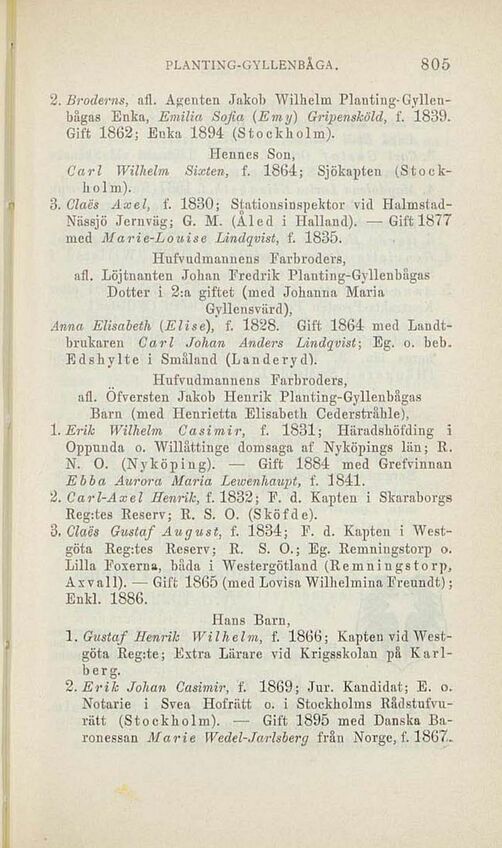 PLANTING-GYLLENBÅGA. 805
2. Broderns, afl. Agenten Jakob Wilhelm Planting-Gyllen-
bågas Enka, Emilia Sofia (Emy) Gripensköld, f. 1839.
Gift 1862; Enka 1894 (Stockholm).
Hennes Son,
Carl Wilhelm Sixten, f. 1864; Sjökapten (Stock-
holm).
3. Claës Axel, f. 1830; Stationsinspektor vid Halmstad-
Nässjö Jernväg; G. M. (Åled i Halland). — Gift 1877
med Marie-Louise Lindqvist, f. 1835.
Hufvudmannens Farbroders,
afl. Löjtnanten Johan Fredrik Planting-Gyllenbågas
Dotter i 2:a giftet (med Johanna Maria
Gyllensvärd),
Anna Elisabeth (Elise), f. 1828. Gift 1864 med Landt-
brukaren Carl Johan Anders Lindqvist; Eg. o. beb.
Edshylte i Småland (Landeryd).
Hufvudmannens Farbroders,
afl. Öfversten Jakob Henrik Planting-Gyllenbågas
Barn (med Henrietta Elisabeth Cederstråhle),
1. Erik Wilhelm Casimir, f. 1831; Häradshöfding i
Oppunda o. Willåttinge domsaga af Nyköpings län; R.
N. O. (Nyköping). — Gift 1884 med Grefvinnan
Ebba Aurora Maria Lewenhaupt, f. 1841.
2. Carl-Axel Henrik, f. 1832; F. d. Kapten i Skaraborgs
Reg:tes Reserv; R. S. O. (Sköfde).
3. Claës Gustaf August, f. 1834; F. d. Kapten i West-
göta Reg:tes Reserv; R. S. O.; Eg. Remningstorp o.
Lilla Foxerna, båda i Westergötland (Remningstorp,
Axvall). — Gift 1865 (med Lovisa Wilhelmina Freundt);
Enkl. 1886.
Hans Barn,
1. Gustaf Henrik Wilhelm, f. 1866; Kapten vid West-
göta Reg:te; Extra Lärare vid Krigsskolan på Karl-
berg.
2. Erik Johan Casimir, f. 1869; Jur. Kandidat; E. o.
Notarie i Svea Hofrätt o. i Stockholms Rådstufvu-
rätt (Stockholm). — Gift 1895 med Danska Ba-
ronessan Marie Wedel-Jarlsberg från Norge, f. 1867.